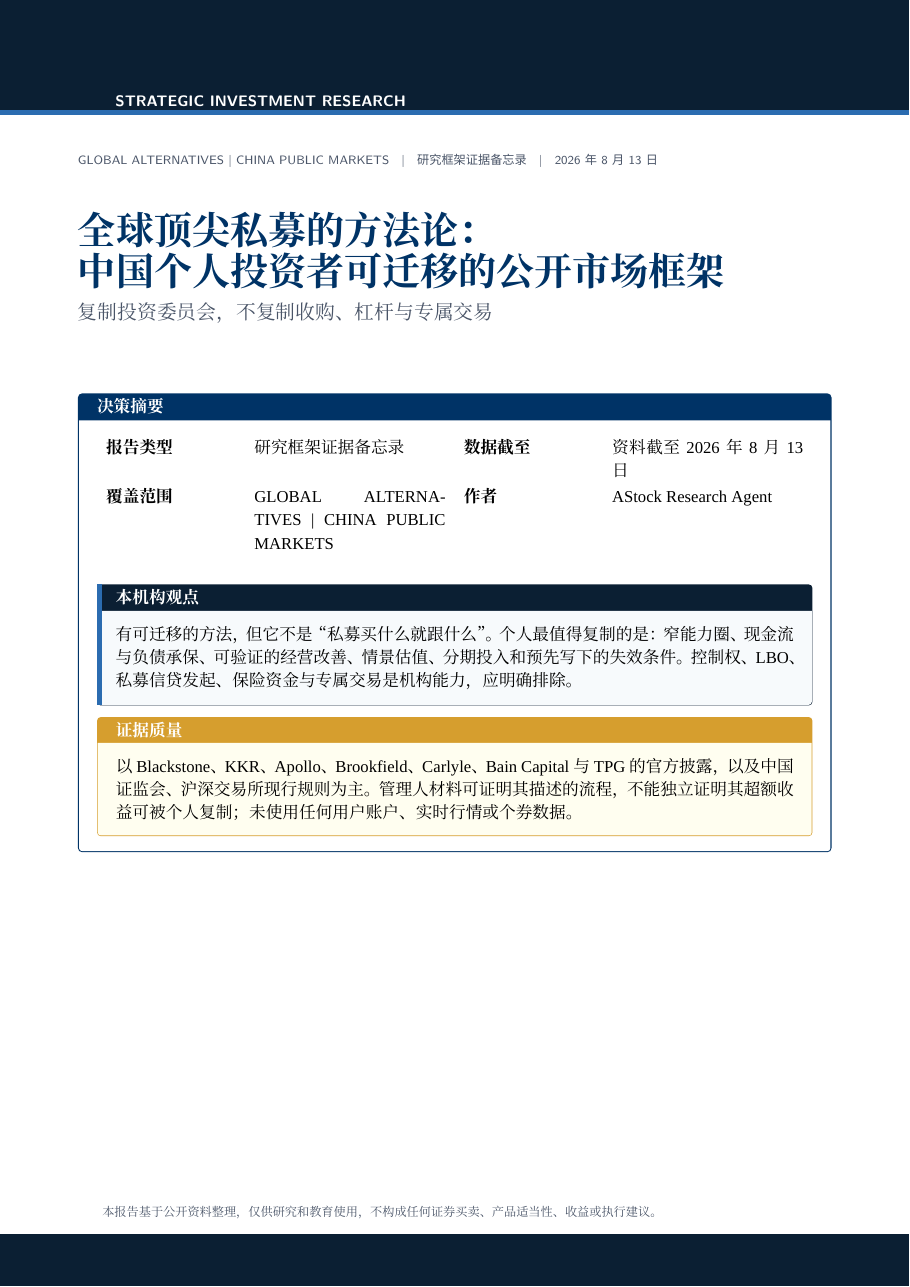 STRATEGIC INVESTMENT RESEARCH
GLOBAL ALTERNATIVES | CHINA PUBLIC MARKETS | 研究框架证据备忘录 | 2026 年 8 月 13 日
全球顶尖私募的方法论：
中国个人投资者可迁移的公开市场框架
复制投资委员会，不复制收购、杠杆与专属交易
决策摘要
报告类型 研究框架证据备忘录 数据截至 资料截至 2026 年 8 月 13
日
覆盖范围 GLOBAL ALTERNA- 作者 AStock Research Agent
TIVES | CHINA PUBLIC
MARKETS
本机构观点
有可迁移的方法，但它不是 “私募买什么就跟什么”。个人最值得复制的是：窄能力圈、现金流
与负债承保、可验证的经营改善、情景估值、分期投入和预先写下的失效条件。控制权、LBO、
私募信贷发起、保险资金与专属交易是机构能力，应明确排除。
证据质量
以 Blackstone、KKR、Apollo、Brookfield、Carlyle、Bain Capital 与 TPG 的官方披露，以及中国
证监会、沪深交易所现行规则为主。管理人材料可证明其描述的流程，不能独立证明其超额收
益可被个人复制；未使用任何用户账户、实时行情或个券数据。
本报告基于公开资料整理，仅供研究和教育使用，不构成任何证券买卖、产品适当性、收益或执行建议。